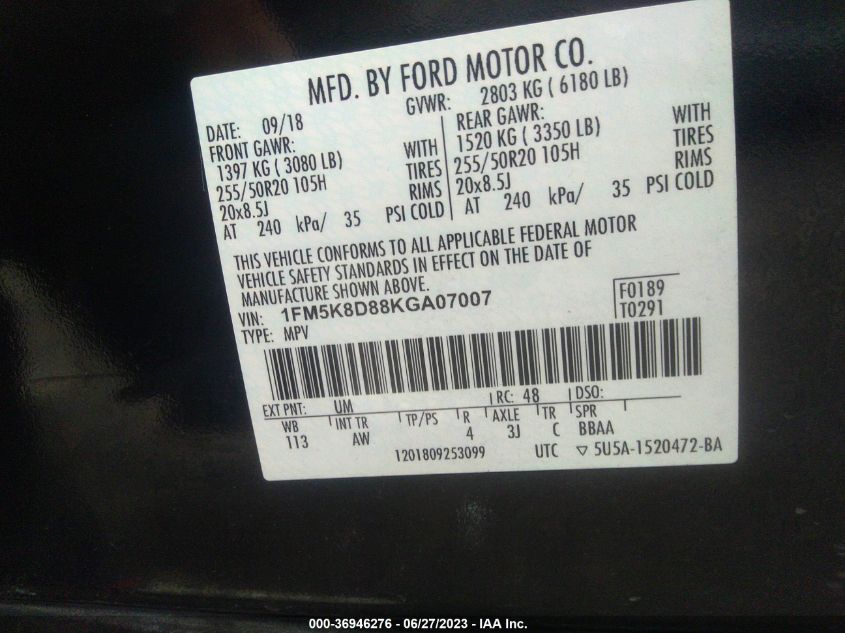 MFD. BY FORD MOTOR CO.
DATE: 09/18 GVWR: 2803 KG ( 6180 LB)
FRONT GAWR: REAR GAWR:
1397 KG ( 3080 LB) WITH 1520 KG ( 3350 LB) WITH
255/50R20 105H TIRES 255/50R20 105H TIRES
20x8.5J RIMS 20x8.5J RIMS
AT 240 kPa/ 35 PSI COLD AT 240 kPa/ 35 PSI COLD
THIS VEHICLE CONFORMS TO ALL APPLICABLE FEDERAL MOTOR
VEHICLE SAFETY STANDARDS IN EFFECT ON THE DATE OF
MANUFACTURE SHOWN ABOVE.
VIN: 1FM5K8D88KGA07007 F0189
TYPE: MPV T0291
EXT PNT: UM RC: 48 DSO:
WB INT TR TP/PS R AXLE TR SPR
113 AW 4 3J C BBAA
1201809253099 UTC ▽ 5U5A-1520472-BA
000-36946276 - 06/27/2023 - IAA Inc.